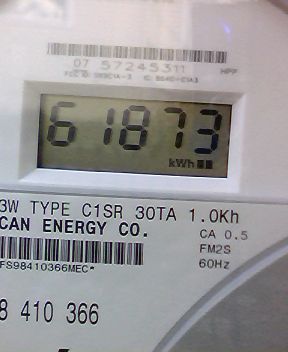 07 57245311
HPP
61873
kWh
3W TYPE C1SR 30TA 1.0Kh
CAN ENERGY CO.
CA 0.5
FM2S
FS98410366MEC*
60Hz
8 410 366